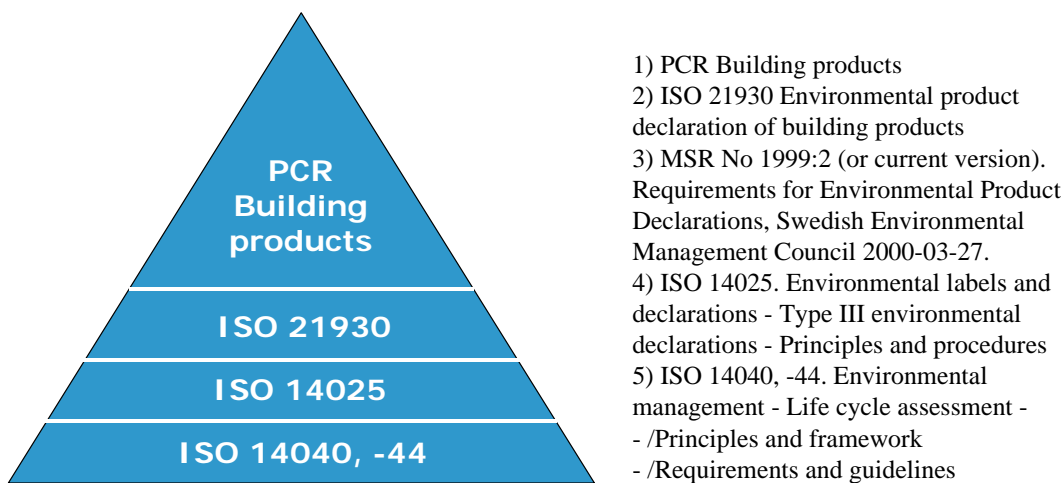 PCR
Building
products
ISO 21930
ISO 14025
ISO 14040, -44
1) PCR Building products
2) ISO 21930 Environmental product
declaration of building products
3) MSR No 1999:2 (or current version).
Requirements for Environmental Product
Declarations, Swedish Environmental
Management Council 2000-03-27.
4) ISO 14025. Environmental labels and
declarations - Type III environmental
declarations - Principles and procedures
5) ISO 14040, -44. Environmental
management - Life cycle assessment -
- /Principles and framework
- /Requirements and guidelines